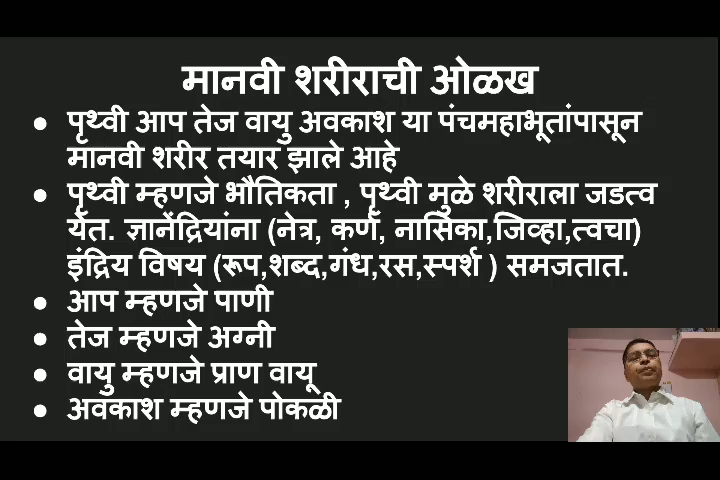 मानवी शरीराची ओळख
● पृथ्वी आप तेज वायु अवकाश या पंचमहाभूतांपासून
मानवी शरीर तयार झाले आहे
● पृथ्वी म्हणजे भौतिकता , पृथ्वी मुळे शरीराला जडत्व
येत. ज्ञानेंद्रियांना (नेत्र, कर्ण, नासिका,जिव्हा,त्वचा)
इंद्रिय विषय (रूप,शब्द,गंध,रस,स्पर्श ) समजतात.
● आप म्हणजे पाणी
● तेज म्हणजे अग्नी
● वायु म्हणजे प्राण वायू
● अवकाश म्हणजे पोकळी